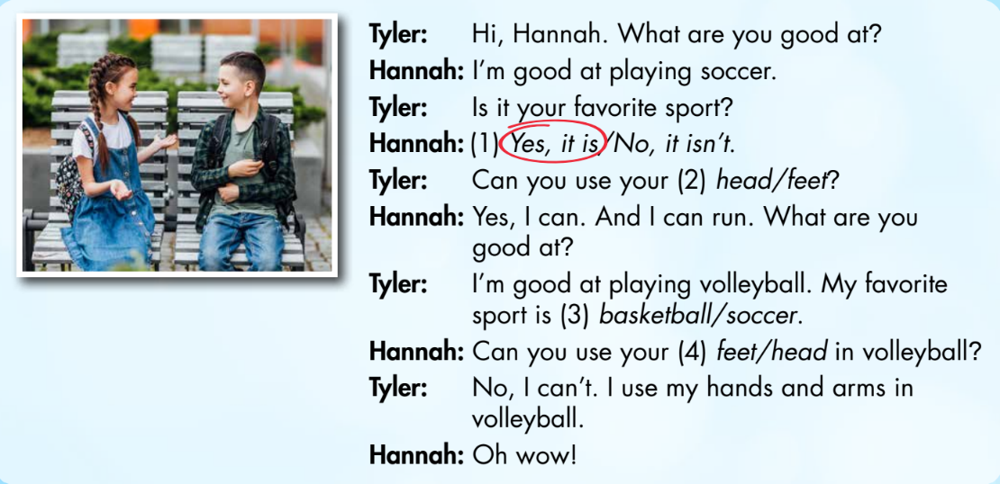 Tyler: Hi, Hannah. What are you good at?
Hannah: I'm good at playing soccer.
Tyler: Is it your favorite sport?
Hannah: (1) Yes, it is/No, it isn't.
Tyler: Can you use your (2) head/feet?
Hannah: Yes, I can. And I can run. What are you
good at?
Tyler: I'm good at playing volleyball. My favorite
sport is (3) basketball/soccer.
Hannah: Can you use your (4) feet/head in volleyball?
Tyler: No, I can't. I use my hands and arms in
volleyball.
Hannah: Oh wow!